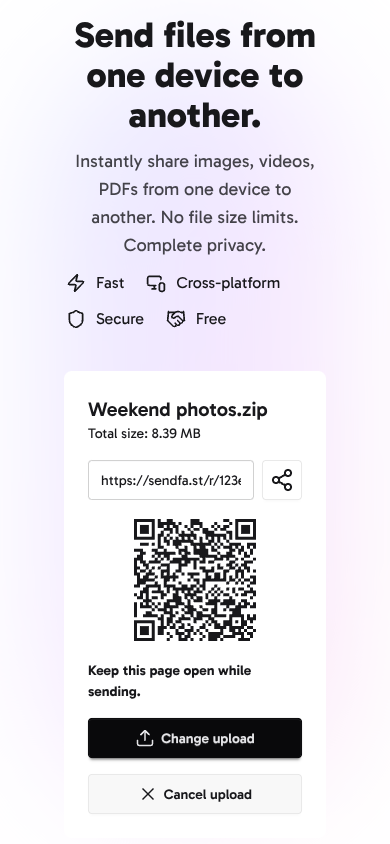 Send files from
one device to
another.
Instantly share images, videos,
PDFs from one device to
another. No file size limits.
Complete privacy.
Fast Cross-platform
Secure Free
Weekend photos.zip
Total size: 8.39 MB
https://sendfa.st/r/123e
Keep this page open while
sending.
Change upload
Cancel upload